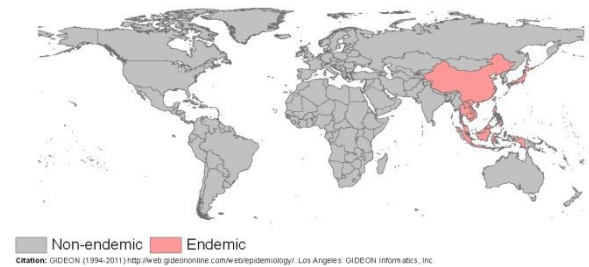 Non-endemic Endemic
Citation: GIDEON (1994-2011) http://web.gideononline.com/web/epidemiology/. Los Angeles: GIDEON Informatics, Inc.